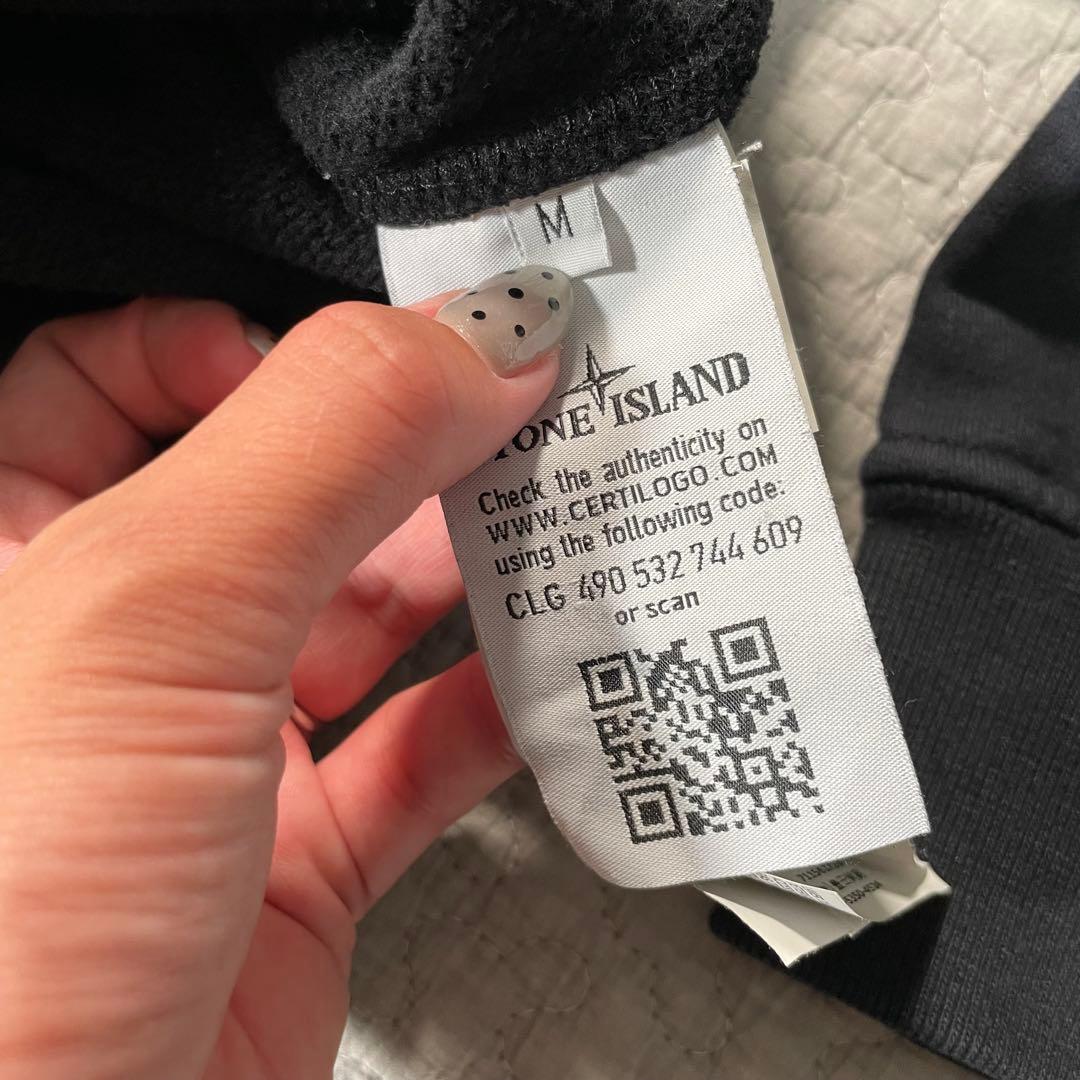 M
TONE ISLAND
Check the authenticity on
WWW.CERTILOGO.COM
using the following code:
CLG 490 532 744 609
or scan